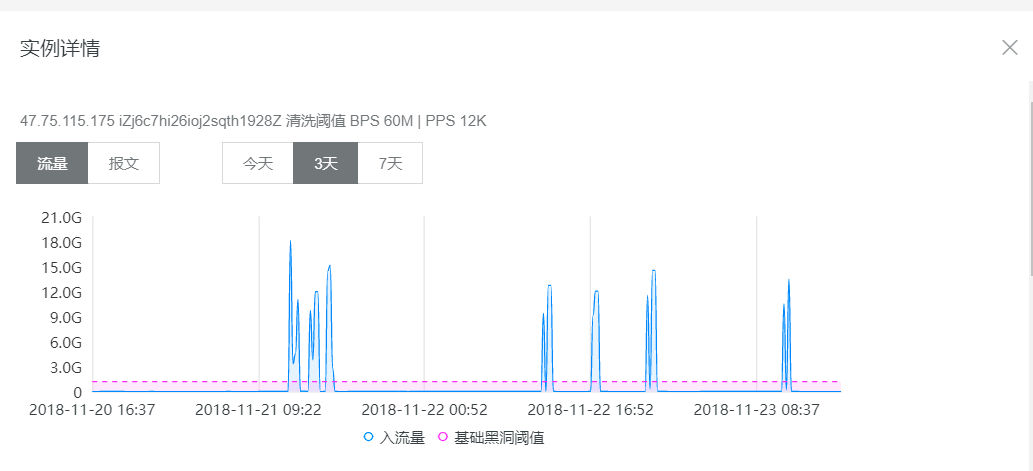 实例详情
47.75.115.175 iZj6c7hi26ioj2sqth1928Z 清洗阈值 BPS 60M | PPS 12K
流量 报文 今天 3天 7天
21.0G
18.0G
15.0G
12.0G
9.0G
6.0G
3.0G
0
2018-11-20 16:37 2018-11-21 09:22 2018-11-22 00:52 2018-11-22 16:52 2018-11-23 08:37
入流量 基础黑洞阈值